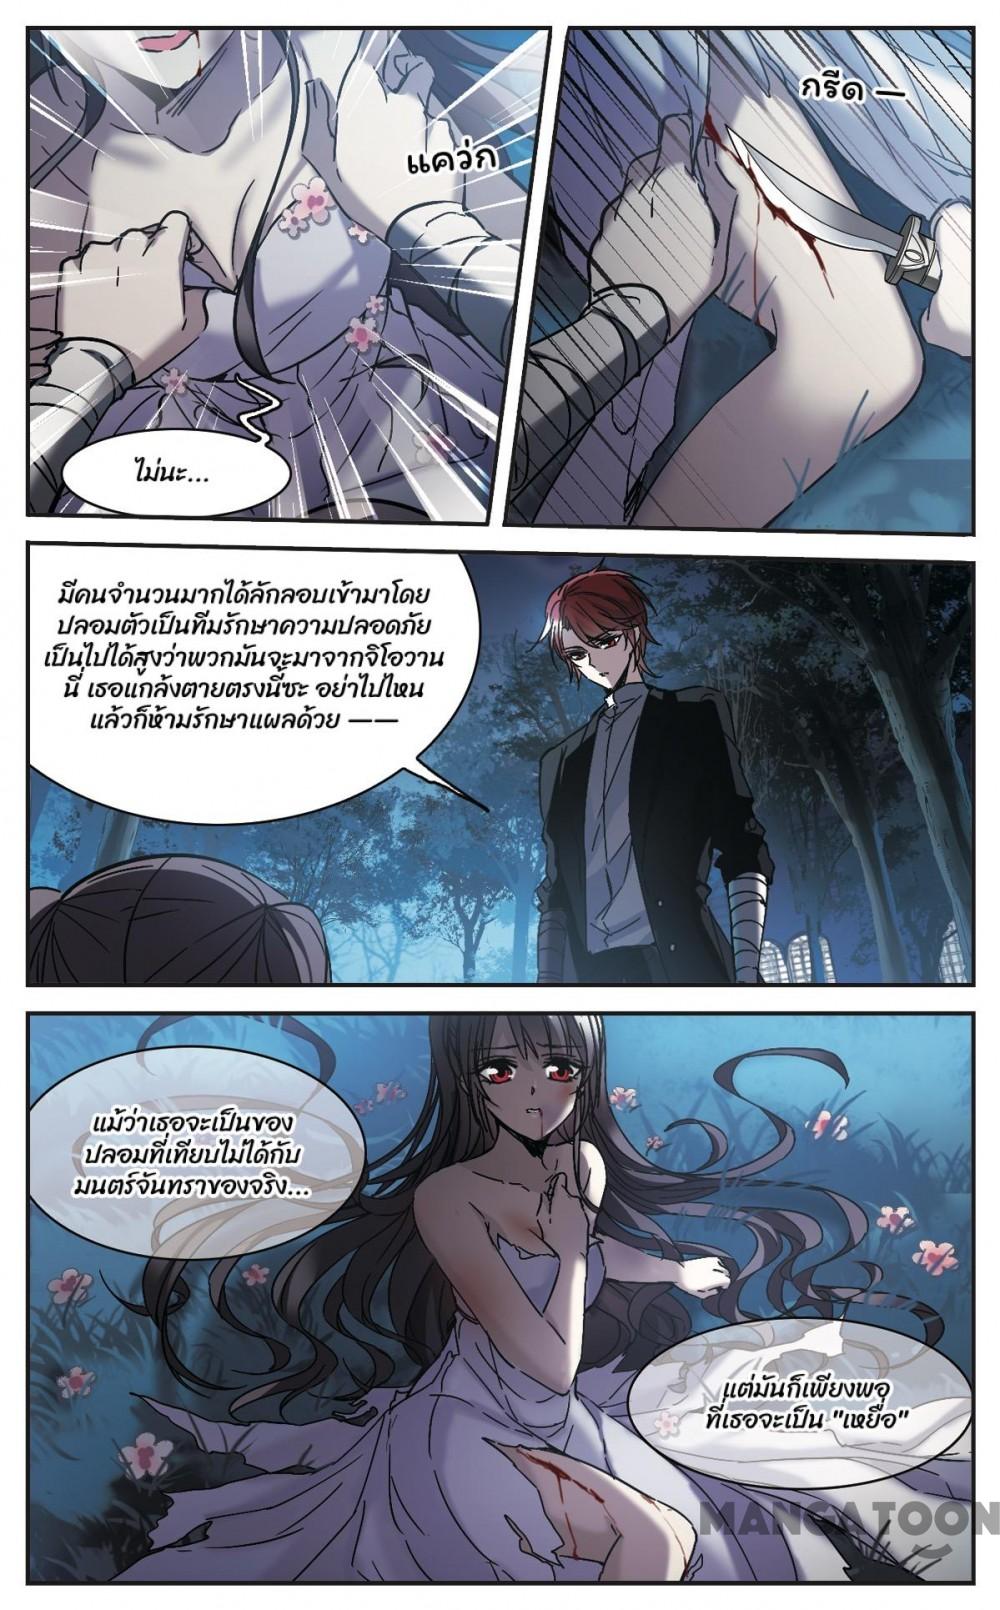 แคว่ก
กรีด —
ไม่นะ...
มีคนจำนวนมากได้ลักลอบเข้ามาโดย
ปลอมตัวเป็นทีมรักษาความปลอดภัย
เป็นไปได้สูงว่าพวกมันจะมาจากจิโอวาน
นี่ เธอแกล้งตายตรงนี้ซะ อย่าไปไหน
แล้วก็ห้ามรักษาแผลด้วย ——
แม้ว่าเธอจะเป็นของ
ปลอมที่เทียบไม่ได้กับ
มนตร์จันทราของจริง...
แต่มันก็เพียงพอ
ที่เธอจะเป็น "เหยื่อ"
MANGATOON